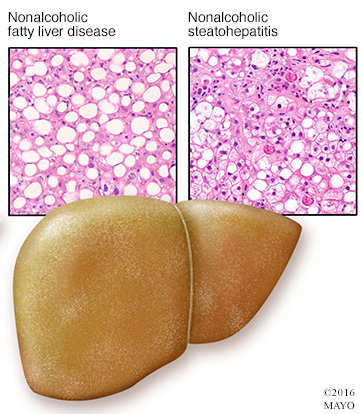 Nonalcoholic
fatty liver disease
Nonalcoholic
steatohepatitis
©2016
MAYO